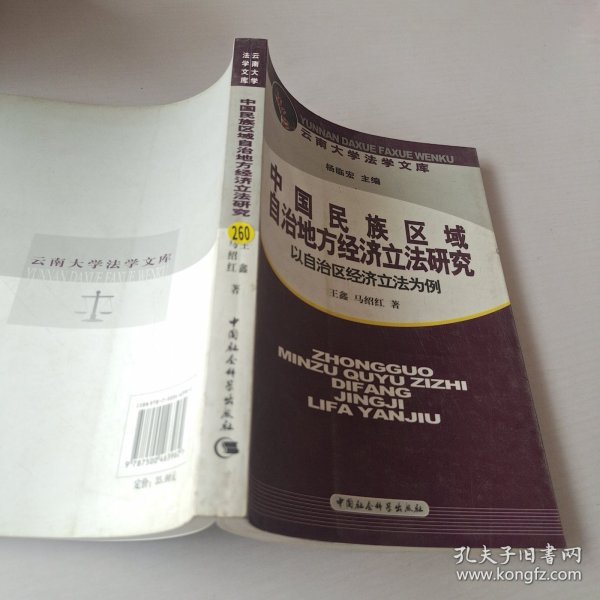 YUNNAN DAXUE FAXUE WENKU
云南大学法学文库
杨临宏 主编
中国民族区域
自治地方经济立法研究
以自治区经济立法为例
王鑫 马绍红 著
ZHONGGUO
MINZU QUYU ZIZHI
DIFANG
JINGJI
LIFA YANJIU
中国社会科学出版社
云南大学
法学文库
中国民族区域自治地方经济立法研究
260
王鑫
马绍红 著
中国社会科学出版社
云南大学法学文库
YUNNAN DAXUE FAXUE WENKU
孔夫子旧书网
www.kongfz.com